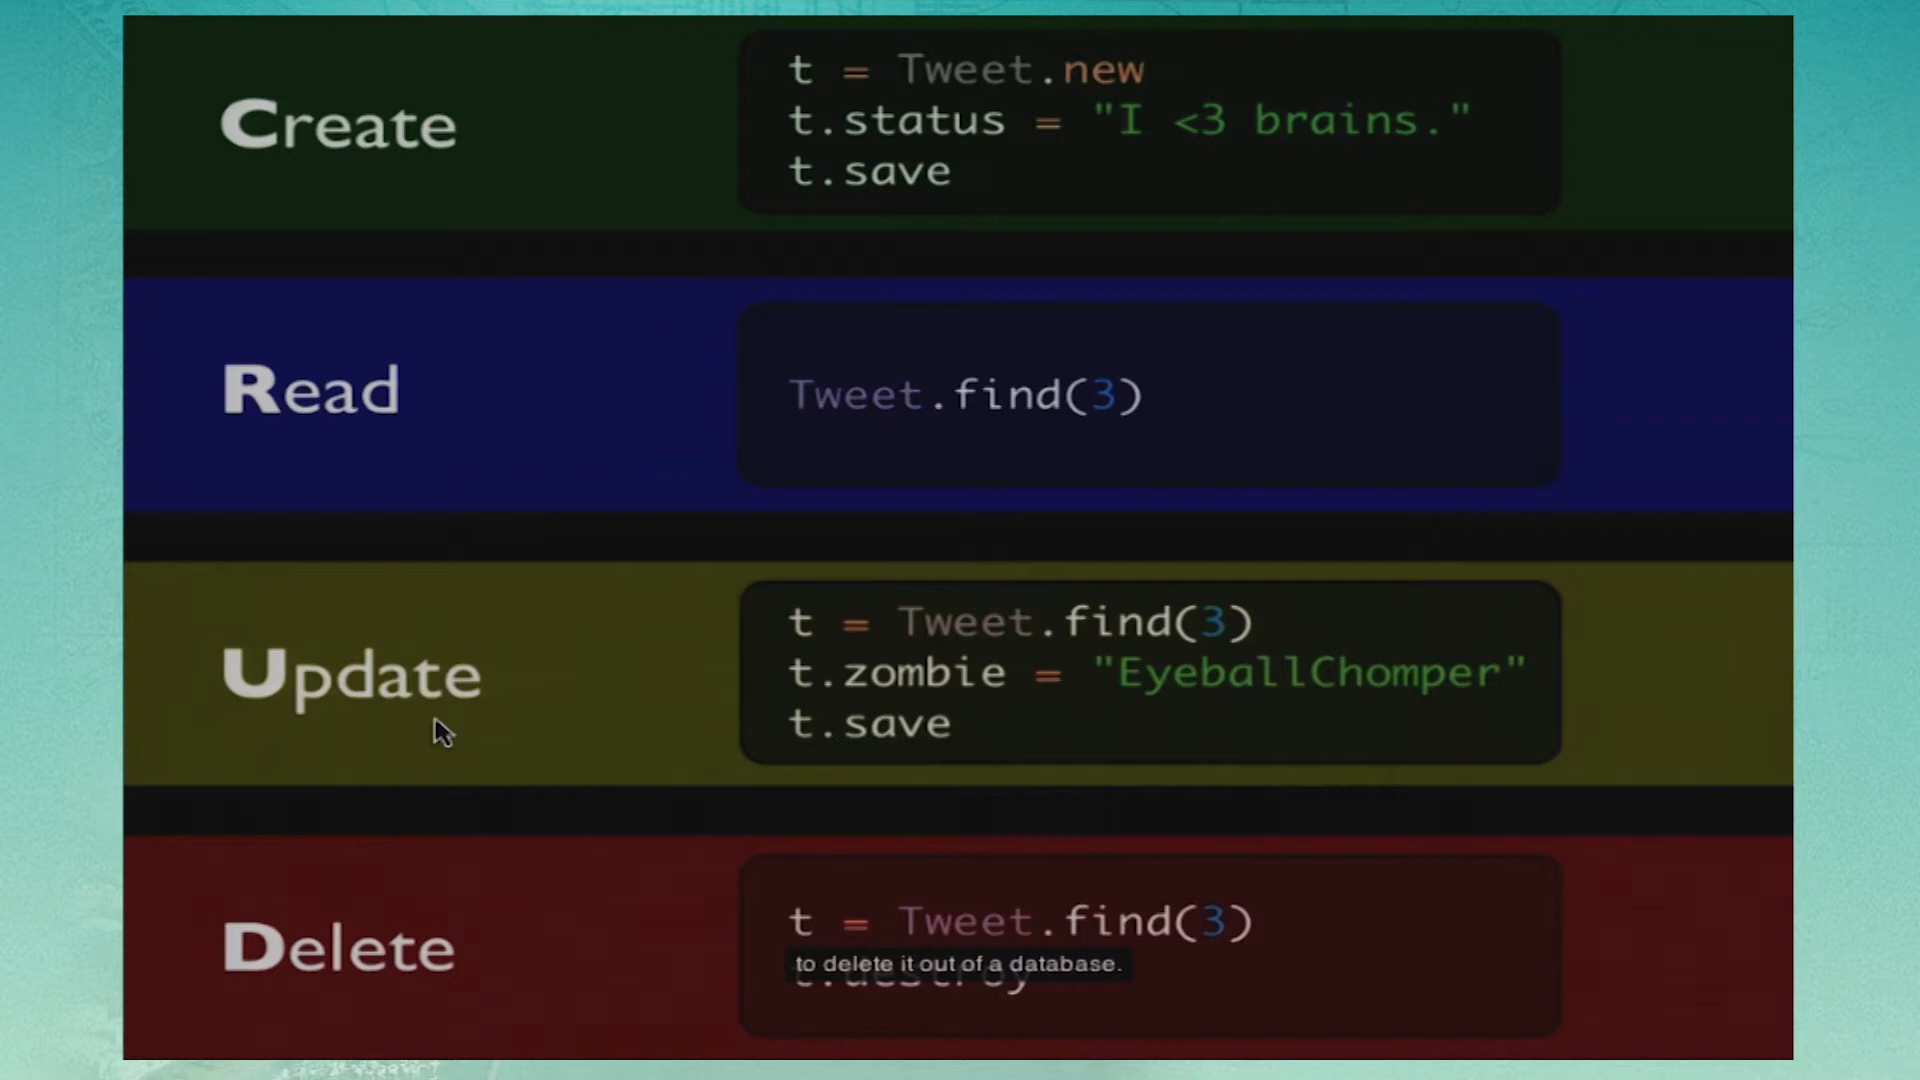 Create
t = Tweet.new
t.status = "I <3 brains."
t.save
Read
Tweet.find(3)
Update
t = Tweet.find(3)
t.zombie = "EyeballChomper"
t.save
Delete
t = Tweet.find(3)
t.destroy
to delete it out of a database.